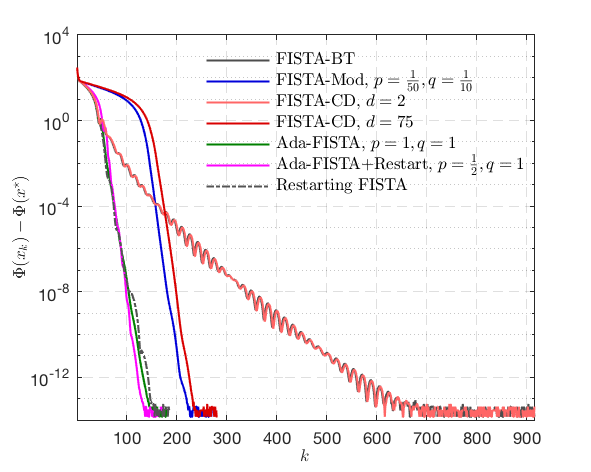 10^4
10^0
10^-4
10^-8
10^-12
Φ(x_k) − Φ(x*)
FISTA-BT
FISTA-Mod, p = 1/50, q = 1/10
FISTA-CD, d = 2
FISTA-CD, d = 75
Ada-FISTA, p = 1, q = 1
Ada-FISTA+Restart, p = 1/2, q = 1
Restarting FISTA
100 200 300 400 500 600 700 800 900
k